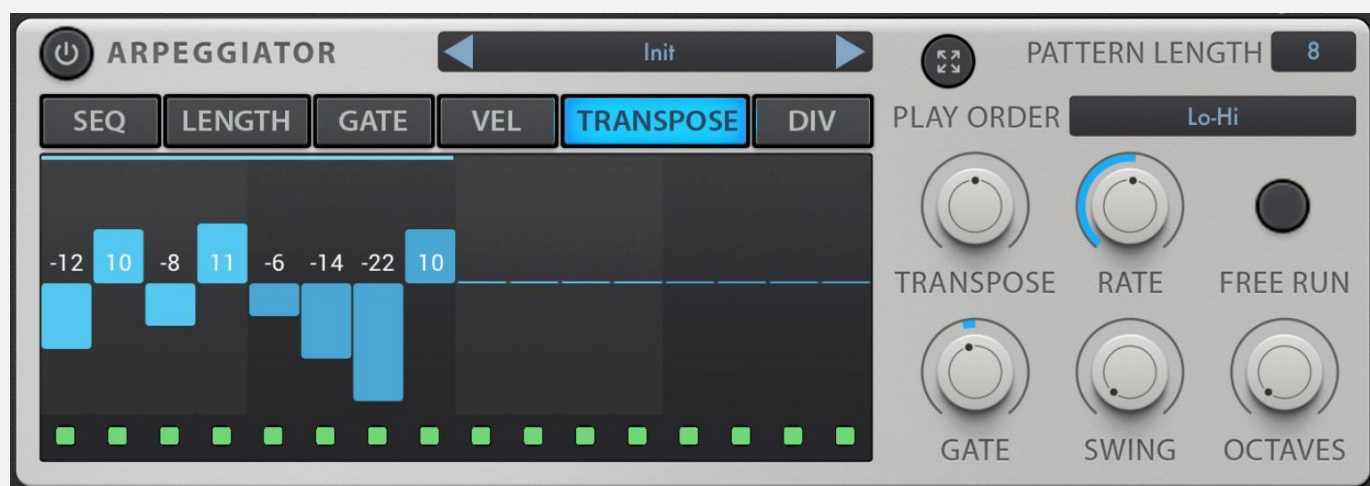 ARPEGGIATOR
Init
PATTERN LENGTH 8
SEQ LENGTH GATE VEL TRANSPOSE DIV
PLAY ORDER Lo-Hi
-12 10 -8 11 -6 -14 -22 10
TRANSPOSE RATE FREE RUN
GATE SWING OCTAVES